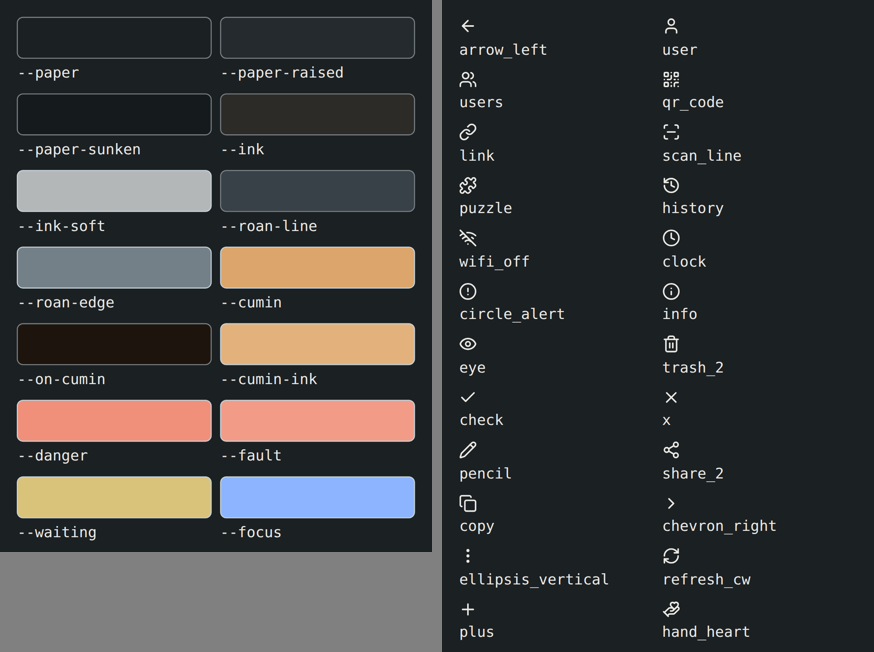 --paper
--paper-raised
--paper-sunken
--ink
--ink-soft
--roan-line
--roan-edge
--cumin
--on-cumin
--cumin-ink
--danger
--fault
--waiting
--focus
arrow_left
user
users
qr_code
link
scan_line
puzzle
history
wifi_off
clock
circle_alert
info
eye
trash_2
check
x
pencil
share_2
copy
chevron_right
ellipsis_vertical
refresh_cw
plus
hand_heart